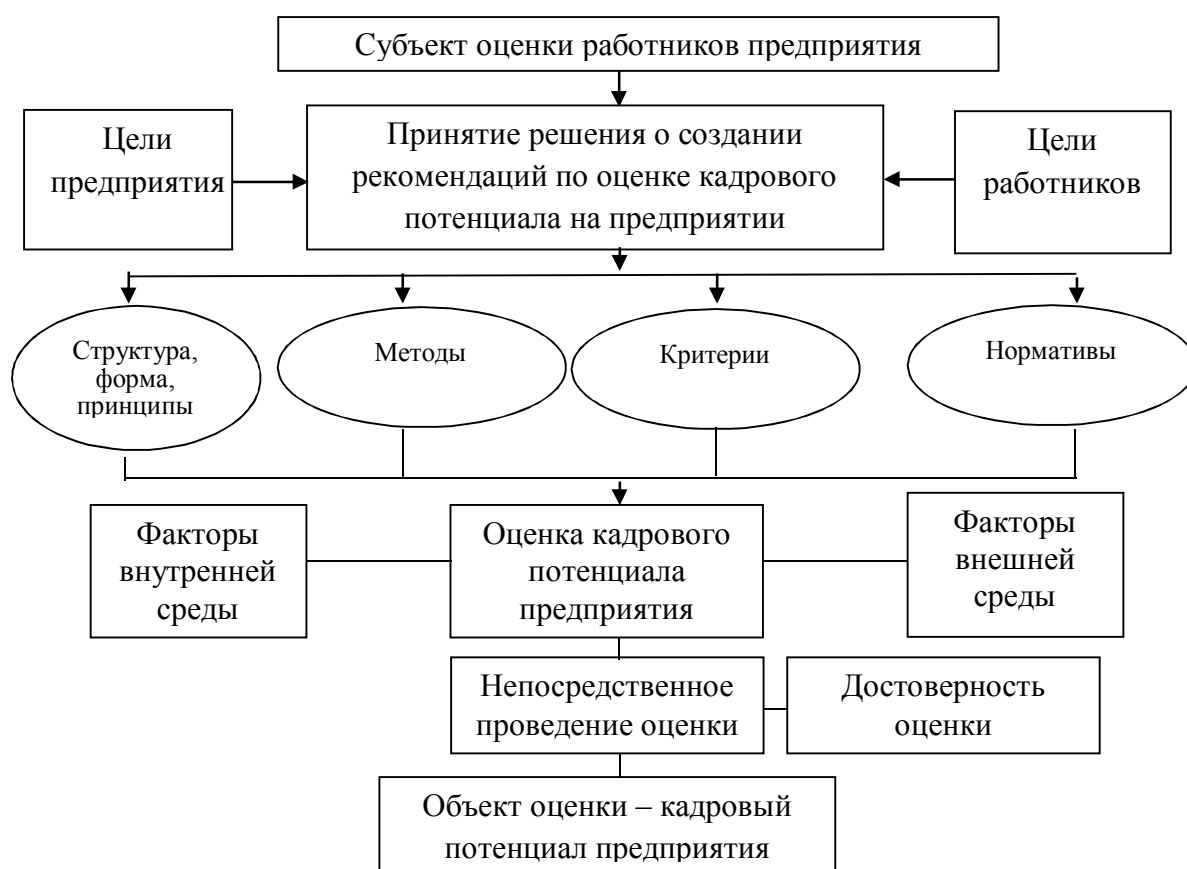 Субъект оценки работников предприятия
Цели
предприятия
Принятие решения о создании
рекомендаций по оценке кадрового
потенциала на предприятии
Цели
работников
Структура,
форма,
принципы
Методы
Критерии
Нормативы
Факторы
внутренней
среды
Оценка кадрового
потенциала
предприятия
Факторы
внешней
среды
Непосредственное
проведение оценки
Достоверность
оценки
Объект оценки – кадровый
потенциал предприятия